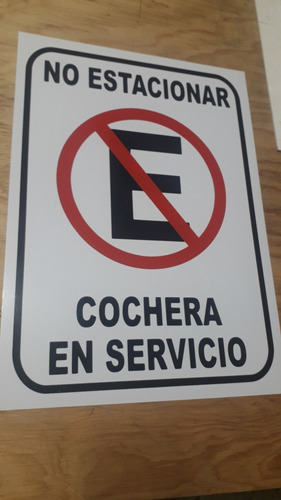 NO ESTACIONAR
E
COCHERA
EN SERVICIO